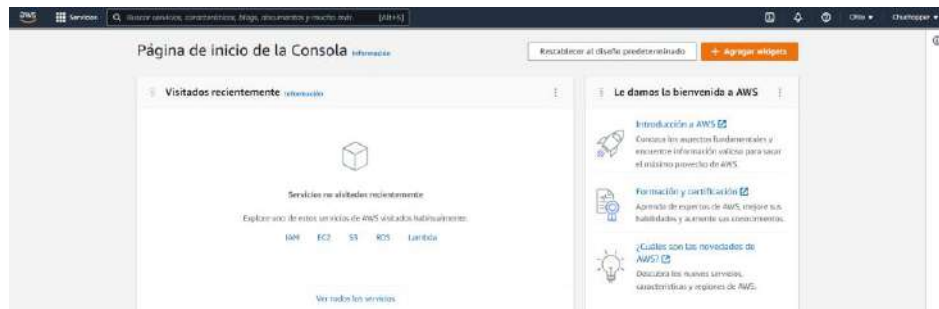 aws
Servicios
Buscar servicios, características, blogs, documentos y mucho más
[Alt+S]
Ohio
Página de inicio de la Consola Información
Restablecer al diseño predeterminado
+ Agregar widgets
Visitados recientemente Información
Servicios no visitados recientemente
Explore uno de estos servicios de AWS visitados habitualmente.
IAM EC2 S3 RDS Lambda
Ver todos los servicios
Le damos la bienvenida a AWS
Introducción a AWS
Conozca los aspectos fundamentales y
encuentre información valiosa para sacar
el máximo provecho de AWS.
Formación y certificación
Aprenda de expertos de AWS, mejore sus
habilidades y aumente sus conocimientos.
¿Cuáles son las novedades de
AWS?
Descubra los nuevos servicios,
características y regiones de AWS.